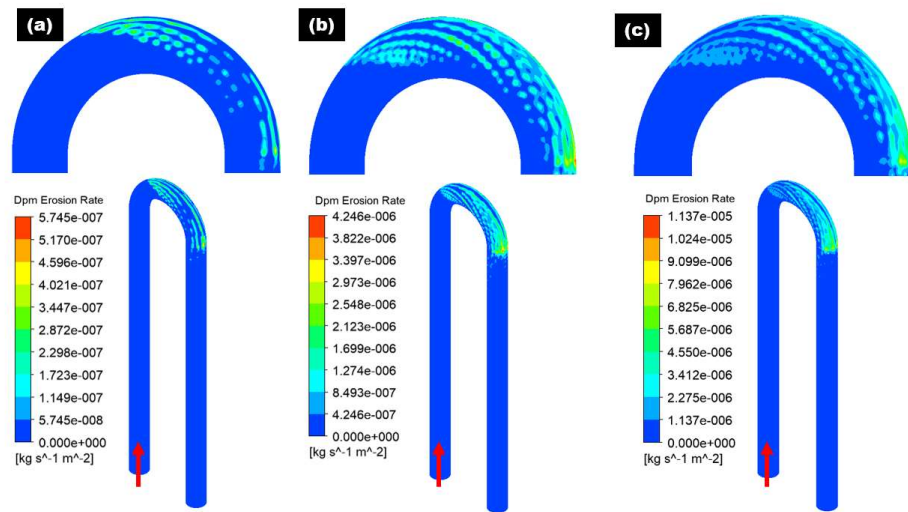 (a)
(b)
(c)
Dpm Erosion Rate
5.745e-007
5.170e-007
4.596e-007
4.021e-007
3.447e-007
2.872e-007
2.298e-007
1.723e-007
1.149e-007
5.745e-008
0.000e+000
[kg s^-1 m^-2]
Dpm Erosion Rate
4.246e-006
3.822e-006
3.397e-006
2.973e-006
2.548e-006
2.123e-006
1.699e-006
1.274e-006
8.493e-007
4.246e-007
0.000e+000
[kg s^-1 m^-2]
Dpm Erosion Rate
1.137e-005
1.024e-005
9.099e-006
7.962e-006
6.825e-006
5.687e-006
4.550e-006
3.412e-006
2.275e-006
1.137e-006
0.000e+000
[kg s^-1 m^-2]